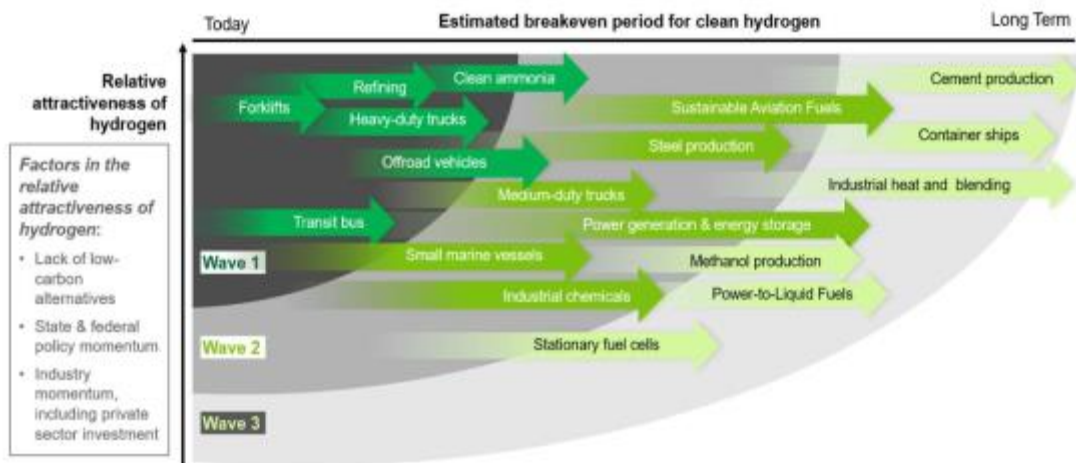 Today
Estimated breakeven period for clean hydrogen
Long Term
Relative
attractiveness of
hydrogen
Factors in the
relative
attractiveness of
hydrogen:
• Lack of low-
carbon
alternatives
• State & federal
policy momentum
• Industry
momentum,
including private
sector investment
Refining
Clean ammonia
Cement production
Forklifts
Heavy-duty trucks
Sustainable Aviation Fuels
Container ships
Steel production
Offroad vehicles
Industrial heat and blending
Medium-duty trucks
Transit bus
Power generation & energy storage
Wave 1
Small marine vessels
Methanol production
Industrial chemicals
Power-to-Liquid Fuels
Wave 2
Stationary fuel cells
Wave 3